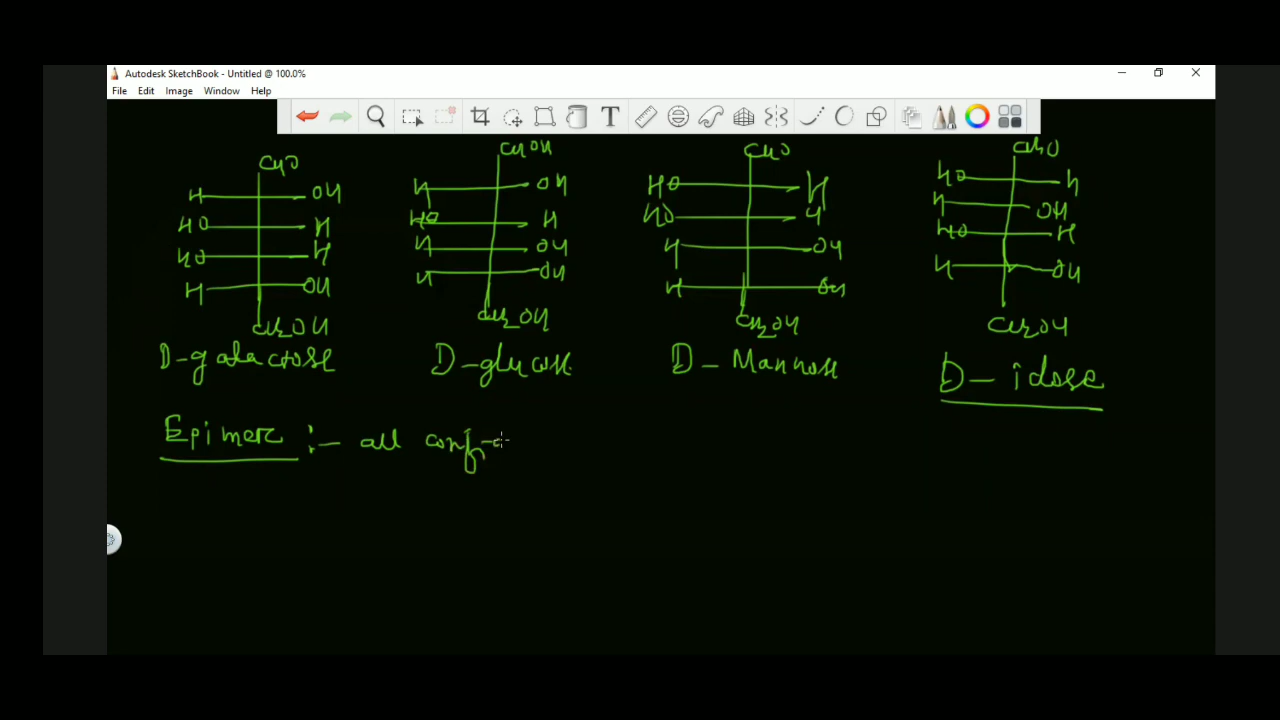 Autodesk SketchBook - Untitled @ 100.0%
File Edit Image Window Help
T
CHO CHOH CHO CHO
H OH H OH HO H HO H
HO H HO H HO H H OH
HO H H OH H OH HO H
H OH H OH H OH H OH
CH2OH CH2OH CH2OH CH2OH
D-galactose D-glucose D-Mannose D-idose
Epimer :- all conf